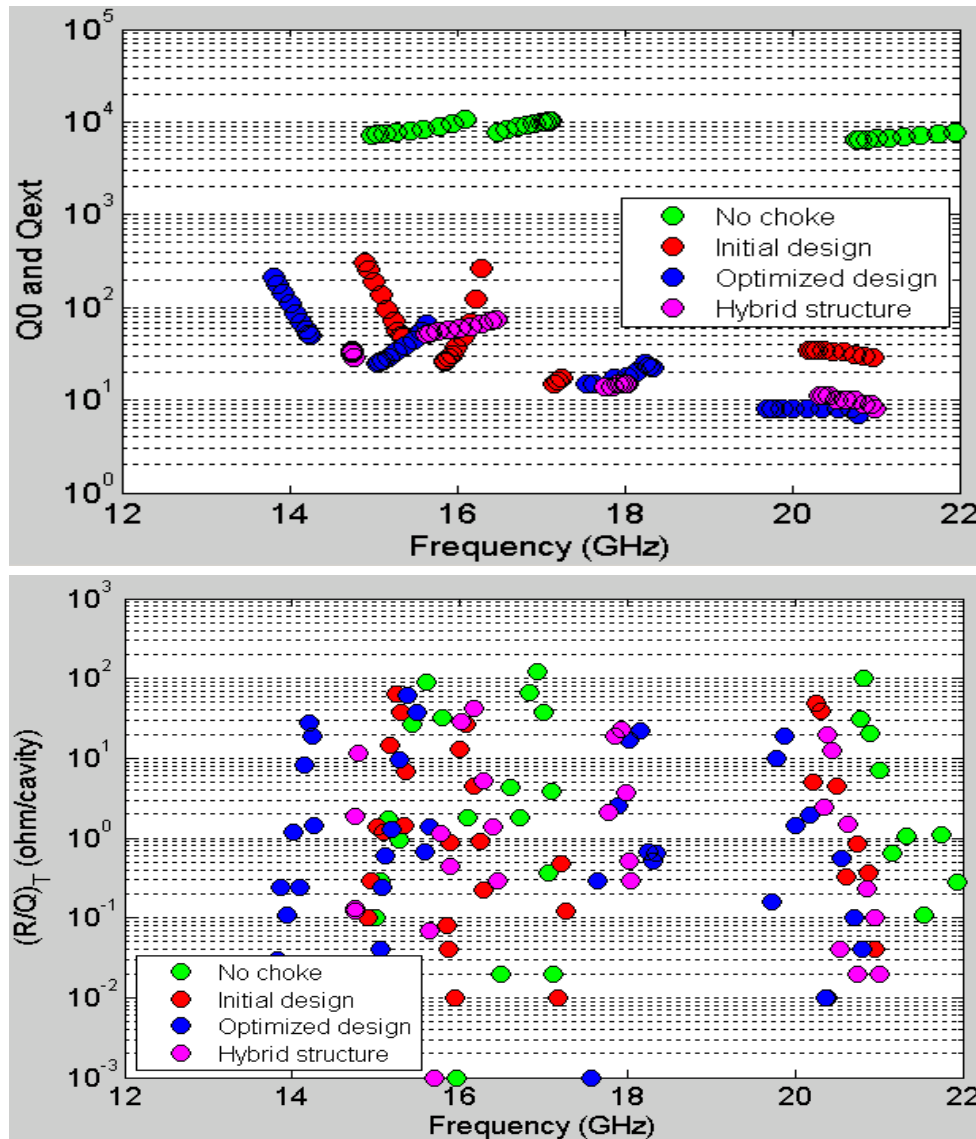 10^5
10^4
10^3
10^2
10^1
10^0
Q0 and Qext
No choke
Initial design
Optimized design
Hybrid structure
12 14 16 18 20 22
Frequency (GHz)
10^3
10^2
10^1
10^0
10^-1
10^-2
10^-3
(R/Q)_T (ohm/cavity)
No choke
Initial design
Optimized design
Hybrid structure
12 14 16 18 20 22
Frequency (GHz)